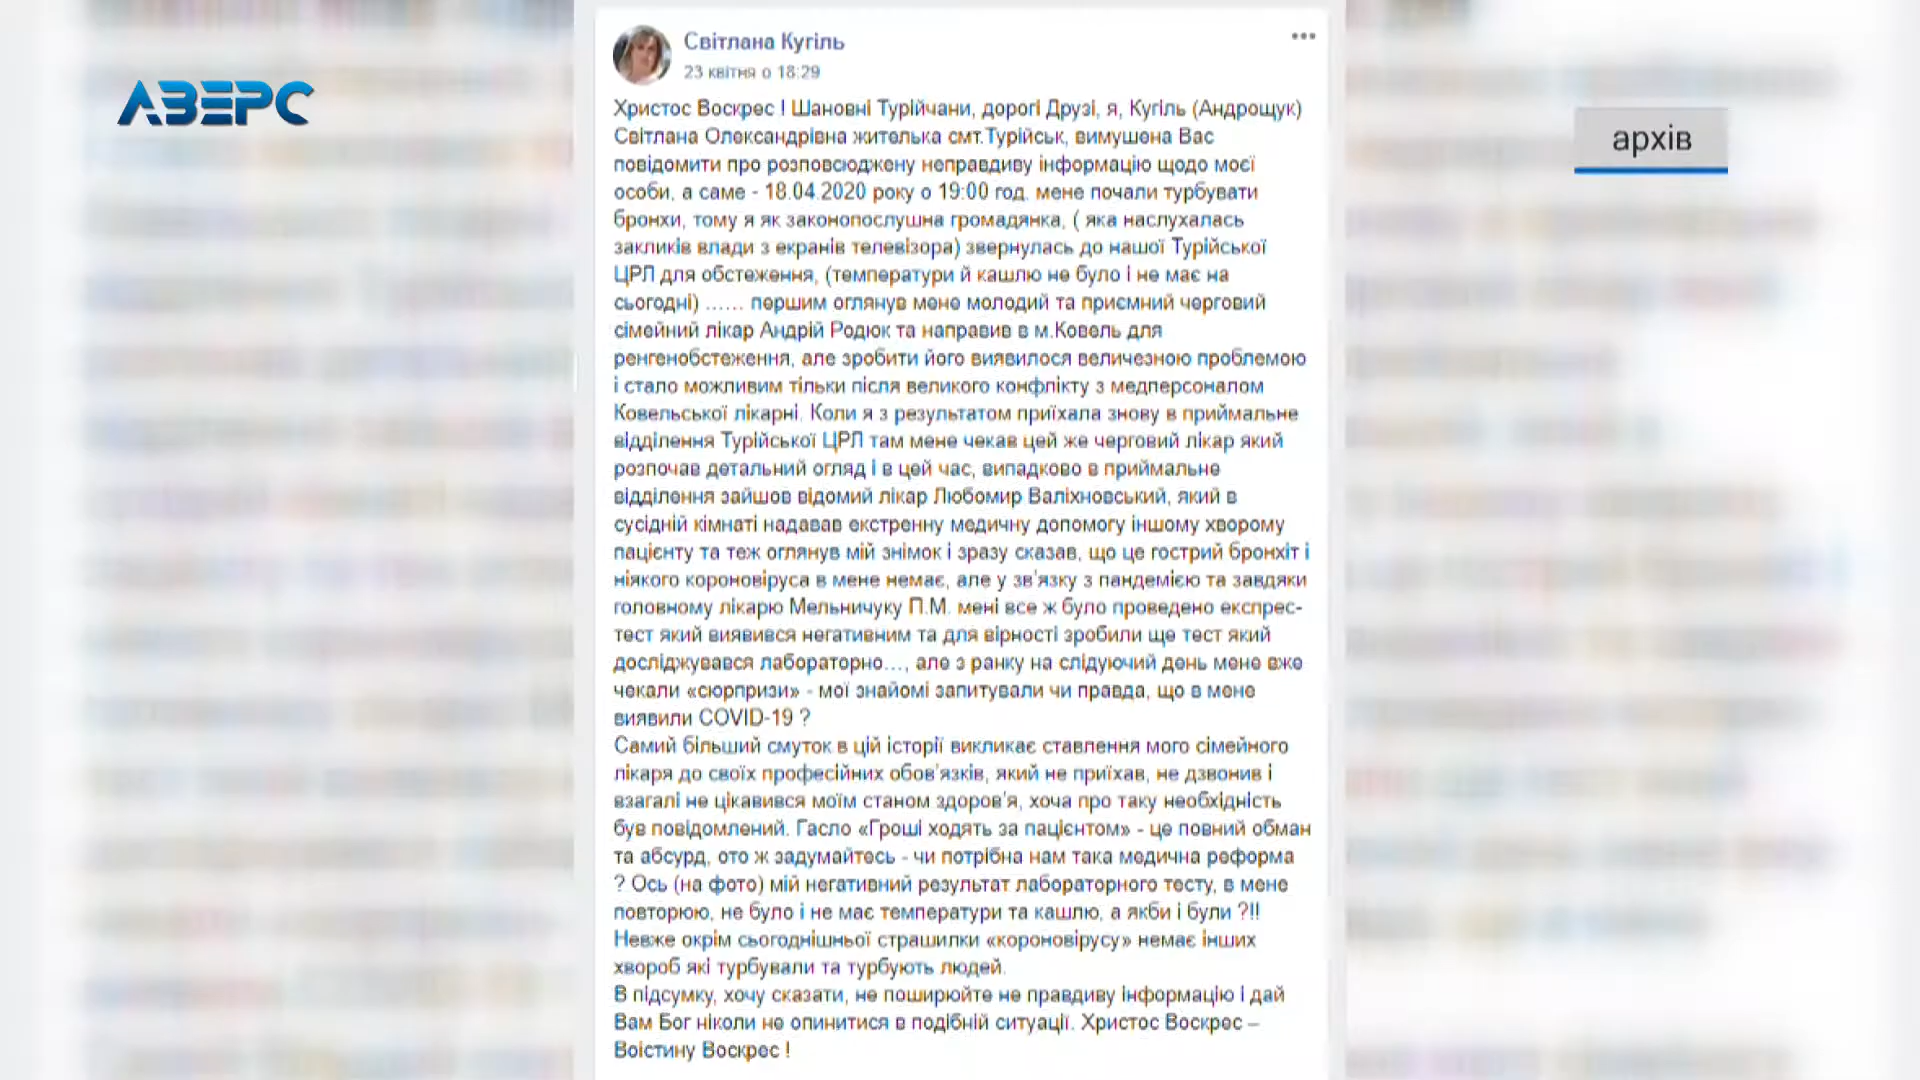 АВЕРС
архів
Світлана Кугіль
23 квітня о 18:29
Христос Воскрес ! Шановні Турійчани, дорогі Друзі, я, Кугіль (Андрощук)
Світлана Олександрівна жителька смт.Турійськ, вимушена Вас
повідомити про розповсюджену неправдиву інформацію щодо моєї
особи, а саме - 18.04.2020 року о 19:00 год. мене почали турбувати
бронхи, тому я як законопослушна громадянка, ( яка наслухалась
закликів влади з екранів телевізора) звернулась до нашої Турійської
ЦРЛ для обстеження, (температури й кашлю не було і не має на
сьогодні) …… першим оглянув мене молодий та приємний черговий
сімейний лікар Андрій Родюк та направив в м.Ковель для
ренгенобстеження, але зробити його виявилося величезною проблемою
і стало можливим тільки після великого конфлікту з медперсоналом
Ковельської лікарні. Коли я з результатом приїхала знову в приймальне
відділення Турійської ЦРЛ там мене чекав цей же черговий лікар який
розпочав детальний огляд і в цей час, випадково в приймальне
відділення зайшов відомий лікар Любомир Валіхновський, який в
сусідній кімнаті надавав екстренну медичну допомогу іншому хворому
пацієнту та теж оглянув мій знімок і зразу сказав, що це гострий бронхіт і
ніякого короновіруса в мене немає, але у зв'язку з пандемією та завдяки
головному лікарю Мельничуку П.М. мені все ж було проведено експрес-
тест який виявився негативним та для вірності зробили ще тест який
досліджувався лабораторно…, але з ранку на слідуючий день мене вже
чекали «сюрпризи» - мої знайомі запитували чи правда, що в мене
виявили COVID-19 ?
Самий більший смуток в цій історії викликає ставлення мого сімейного
лікаря до своїх професійних обов'язків, який не приїхав, не дзвонив і
взагалі не цікавився моїм станом здоров'я, хоча про таку необхідність
був повідомлений. Гасло «Гроші ходять за пацієнтом» - це повний обман
та абсурд, ото ж задумайтесь - чи потрібна нам така медична реформа
? Ось (на фото) мій негативний результат лабораторного тесту, в мене
повторюю, не було і не має температури та кашлю, а якби і були ?!!
Невже окрім сьогоднішньої страшилки «короновірусу» немає інших
хвороб які турбували та турбують людей.
В підсумку, хочу сказати, не поширюйте не правдиву інформацію і дай
Вам Бог ніколи не опинитися в подібній ситуації. Христос Воскрес –
Воістину Воскрес !